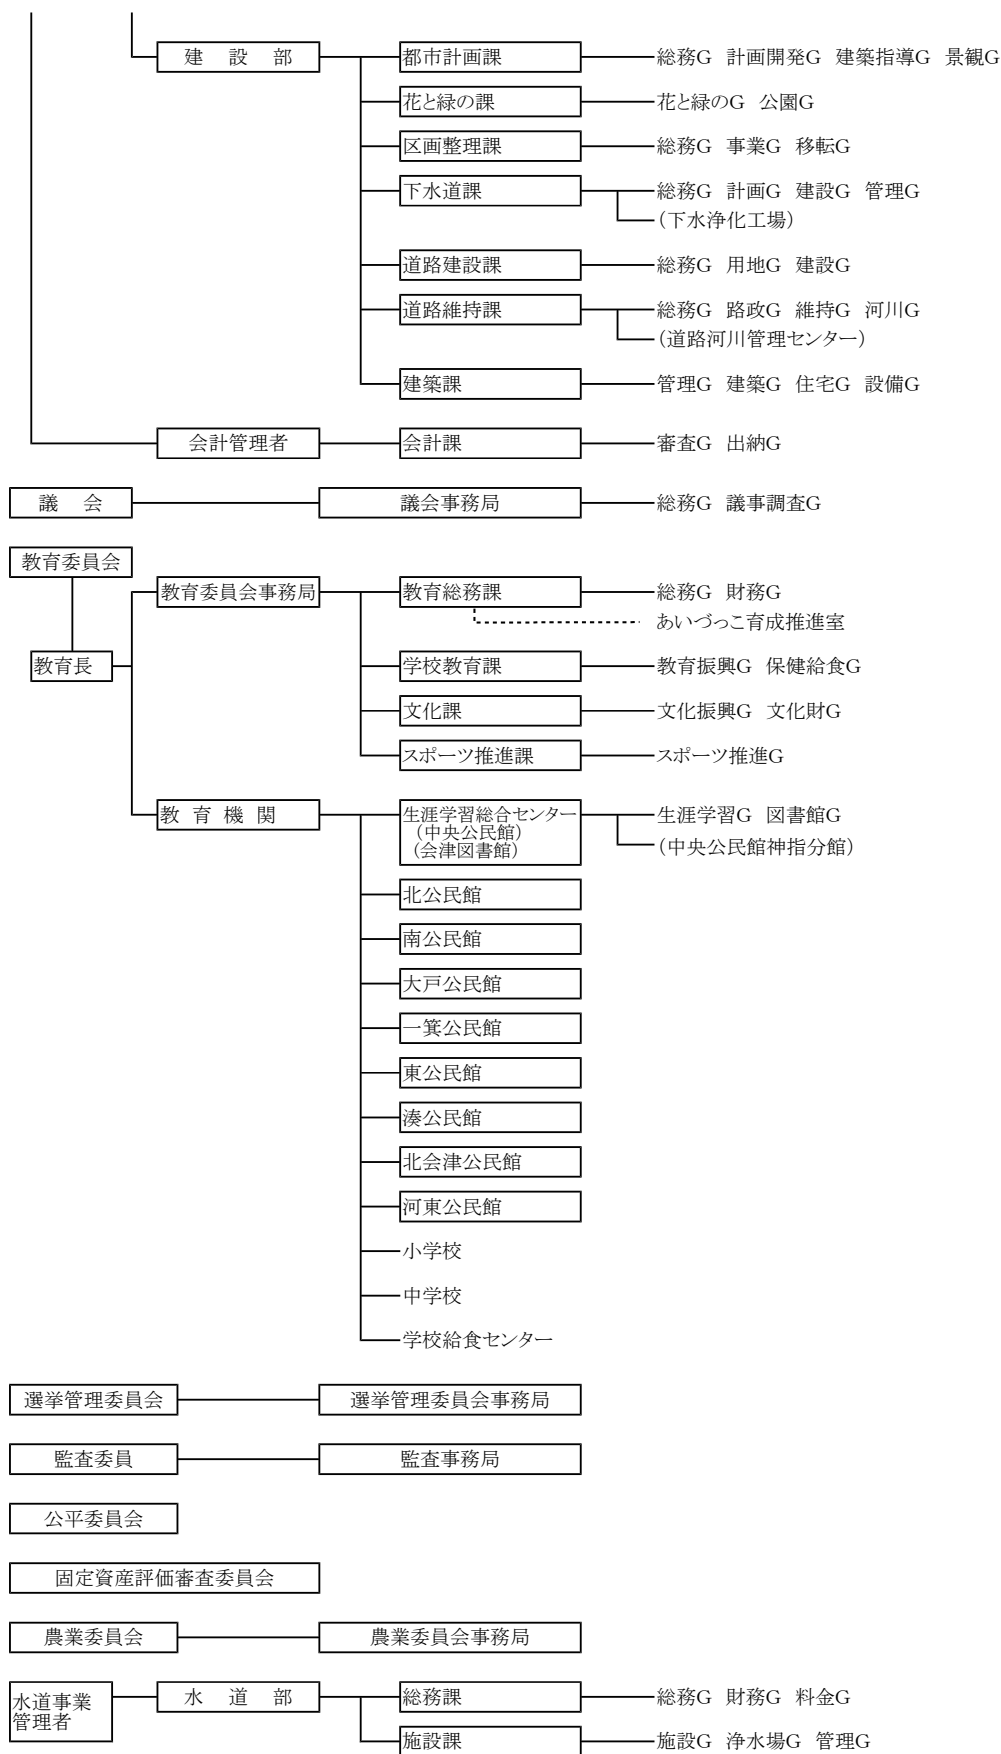 建　設　部　都市計画課　総務G　計画開発G　建築指導G　景観G
花と緑の課　花と緑のG　公園G
区画整理課　総務G　事業G　移転G
下水道課　総務G　計画G　建設G　管理G
（下水浄化工場）
道路建設課　総務G　用地G　建設G
道路維持課　総務G　路政G　維持G　河川G
（道路河川管理センター）
建築課　管理G　建築G　住宅G　設備G
会計管理者　会計課　審査G　出納G
議　会　議会事務局　総務G　議事調査G
教育委員会
教育委員会事務局　教育総務課　総務G　財務G
あいづっこ育成推進室
教育長　学校教育課　教育振興G　保健給食G
文化課　文化振興G　文化財G
スポーツ推進課　スポーツ推進G
教 育 機 関　生涯学習総合センター　生涯学習G　図書館G
（中央公民館）
（会津図書館）
（中央公民館神指分館）
北公民館
南公民館
大戸公民館
一箕公民館
東公民館
湊公民館
北会津公民館
河東公民館
小学校
中学校
学校給食センター
選挙管理委員会　選挙管理委員会事務局
監査委員　監査事務局
公平委員会
固定資産評価審査委員会
農業委員会　農業委員会事務局
水道事業
管理者
水　道　部　総務課　総務G　財務G　料金G
施設課　施設G　浄水場G　管理G